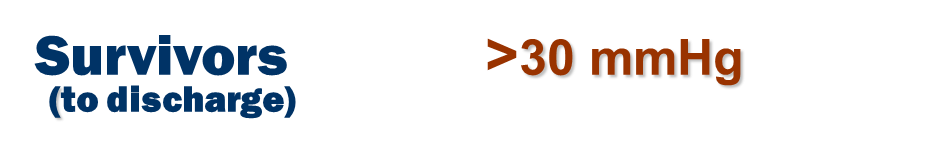 Survivors >30 mmHg
(to discharge)